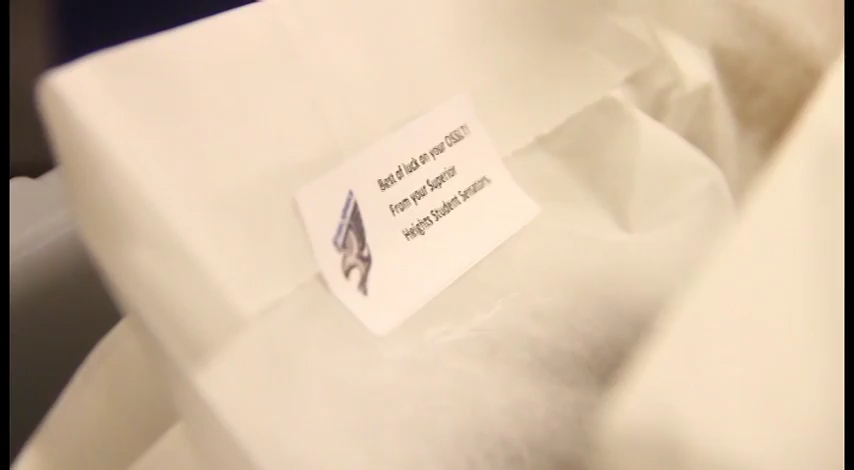 Best of luck on your OSSLT!
From your Superior
Heights Student Senators.